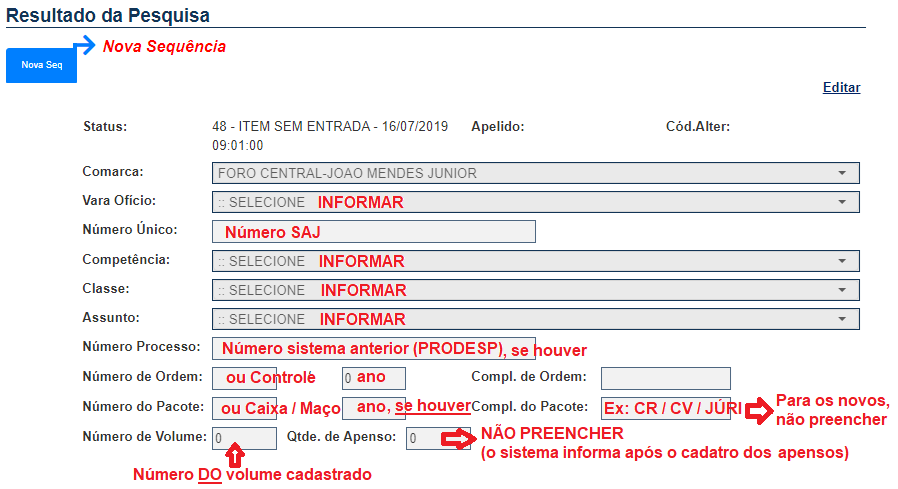 Resultado da Pesquisa
Nova Sequência
Nova Seq
Editar
Status: 48 - ITEM SEM ENTRADA - 16/07/2019 Apelido: Cód.Alter:
09:01:00
Comarca: FORO CENTRAL-JOAO MENDES JUNIOR
Vara Ofício: :: SELECIONE INFORMAR
Número Único: Número SAJ
Competência: :: SELECIONE INFORMAR
Classe: :: SELECIONE INFORMAR
Assunto: :: SELECIONE INFORMAR
Número Processo: Número sistema anterior (PRODESP), se houver
Número de Ordem: ou Controle / 0 ano Compl. de Ordem:
Número do Pacote: ou Caixa / Maço ano, se houver Compl. do Pacote: Ex: CR / CV / JÚRI Para os novos,
não preencher
Número de Volume: 0 Qtde. de Apenso: 0 NÃO PREENCHER
(o sistema informa após o cadatro dos apensos)
Número DO volume cadastrado